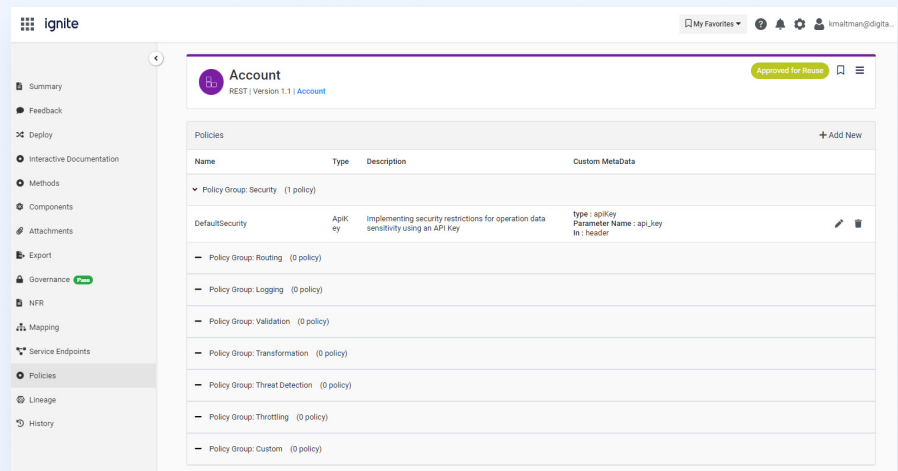 ignite
My Favorites
kmaltman@digita...
Account
REST | Version 1.1 | Account
Approved for Reuse
Summary
Feedback
Deploy
Interactive Documentation
Methods
Components
Attachments
Export
Governance Pass
NFR
Mapping
Service Endpoints
Policies
Lineage
History
Policies
+ Add New
Name Type Description Custom MetaData
Policy Group: Security (1 policy)
DefaultSecurity
ApiK
ey
Implementing security restrictions for operation data
sensitivity using an API Key
type : apiKey
Parameter Name : api_key
In : header
Policy Group: Routing (0 policy)
Policy Group: Logging (0 policy)
Policy Group: Validation (0 policy)
Policy Group: Transformation (0 policy)
Policy Group: Threat Detection (0 policy)
Policy Group: Throttling (0 policy)
Policy Group: Custom (0 policy)